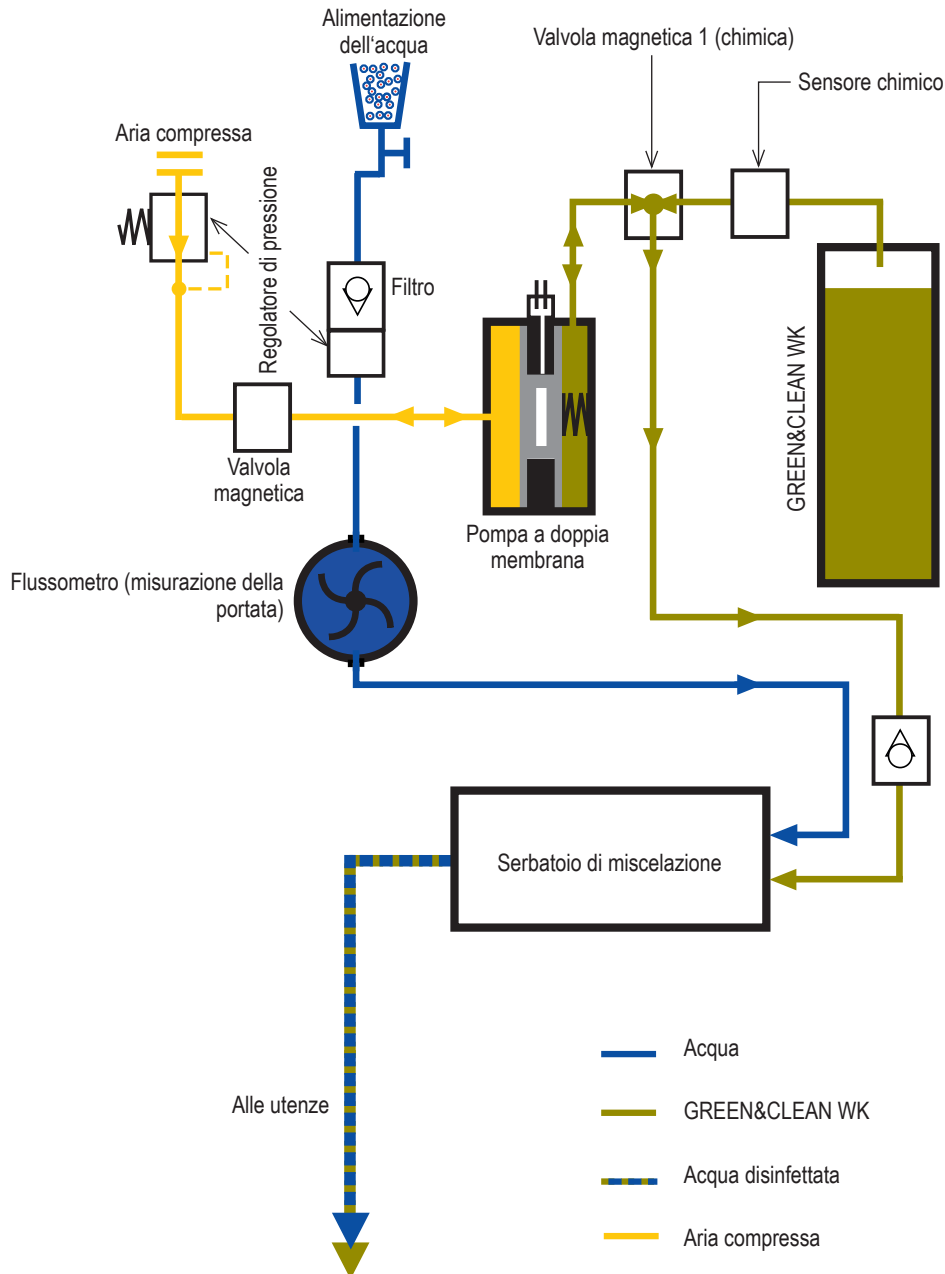 Alimentazione
dell‘acqua
Valvola magnetica 1 (chimica)
Sensore chimico
Aria compressa
Regolatore di pressione
Filtro
GREEN&CLEAN WK
Valvola
magnetica
Pompa a doppia
membrana
Flussometro (misurazione della
portata)
Serbatoio di miscelazione
Alle utenze
Acqua
GREEN&CLEAN WK
Acqua disinfettata
Aria compressa